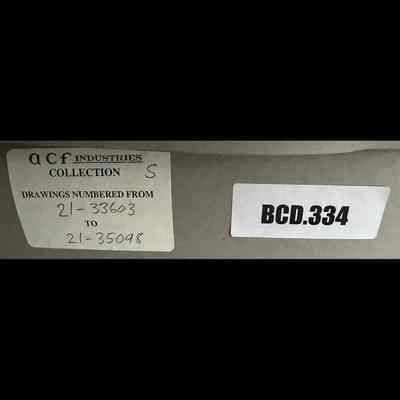 acf INDUSTRIES
COLLECTION S
DRAWINGS NUMBERED FROM
21-33603
TO
21-35098
BCD.334